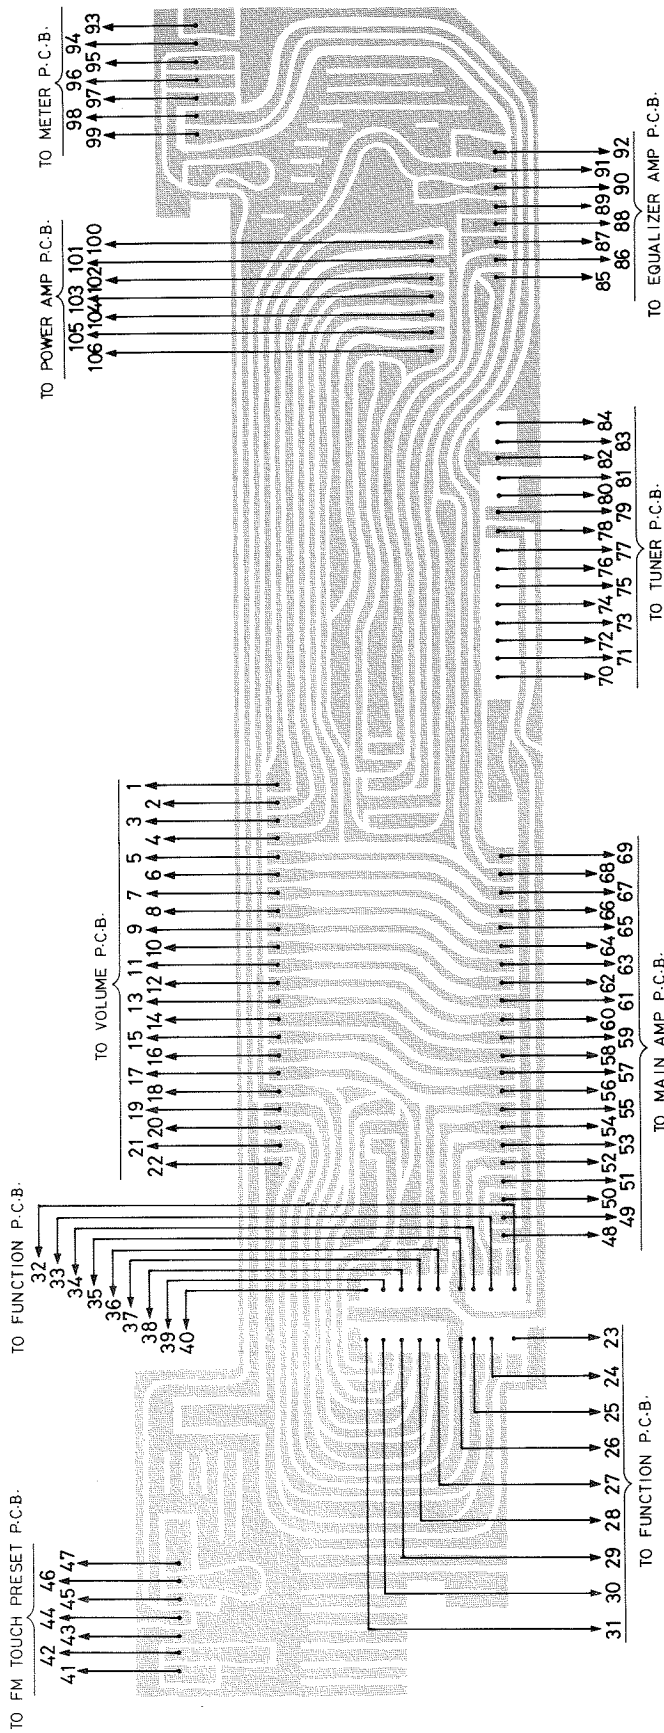 TO FM TOUCH PRESET P.C.B.
41 42 43 44 45 46 47
TO FUNCTION P.C.B.
32 33 34 35 36 37 38 39 40
TO VOLUME P.C.B.
22 21 20 19 18 17 16 15 14 13 12 11 10 9 8 7 6 5 4 3 2 1
TO POWER AMP P.C.B.
106 105 104 103 102 101 100
TO METER P.C.B.
99 98 97 96 95 94 93
31 30 29 28 27 26 25 24 23
TO FUNCTION P.C.B.
48 49 50 51 52 53 54 55 56 57 58 59 60 61 62 63 64 65 66 67 68 69
TO MAIN AMP P.C.B.
70 71 72 73 74 75 76 77 78 79 80 81 82 83 84
TO TUNER P.C.B.
85 86 87 88 89 90 91 92
TO EQUALIZER AMP P.C.B.